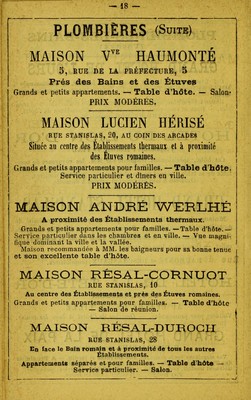 — 48 —
PLOMBIÈRES (SUITE)
MAISON Vve HAUMONTÉ
5, RUE DE LA PRÉFECTURE, 5
Près des Bains et des Étuves
Grands et petits appartements. — Table d'hôte. — Salon.
PRIX MODÉRÉS.
MAISON LUCIEN HÉRISÉ
RUE STANISLAS, 20, AU COIN DES ARCADES
Située au centre des Établissements thermaux et à proximité
des Étuves romaines.
Grands et petits appartements pour familles. — Table d'hôte.
Service particulier et dîners en ville.
PRIX MODÉRÉS.
MAISON ANDRÉ WERLHÉ
A proximité des Établissements thermaux.
Grands et petits appartements pour familles. — Table d'hôte. —
Service particulier dans les chambres et en ville. — Vue magni-
fique dominant la ville et la vallée.
Maison recommandée à MM. les baigneurs pour sa bonne tenue
et son excellente table d'hôte.
MAISON RÉSAL-CORNUOT
RUE STANISLAS, 10
Au centre des Établissements et près des Étuves romaines.
Grands et petits appartements pour familles. — Table d'hôte
— Salon de réunion.
MAISON RÉSAL-DUROCH
RUE STANISLAS, 28
En face le Bain romain et à proximité de tous les autres
Établissements.
Appartements séparés et pour familles. — Table d'hôte —
Service particulier. — Salon.